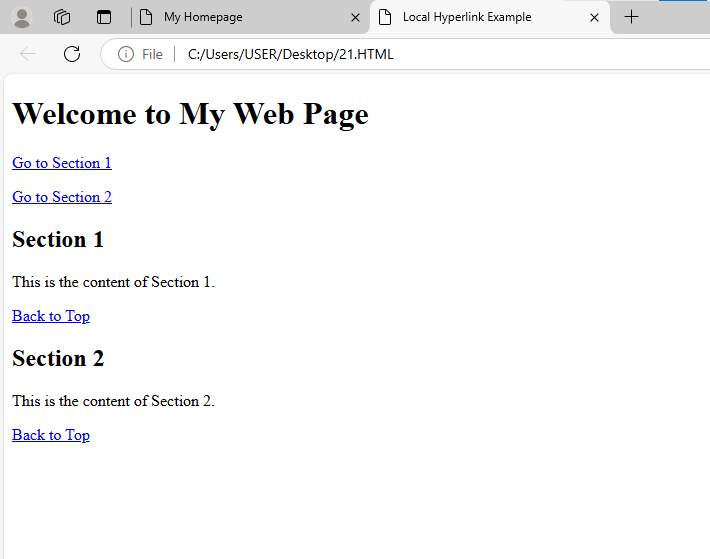 My Homepage
Local Hyperlink Example
File
C:/Users/USER/Desktop/21.HTML
Welcome to My Web Page
Go to Section 1
Go to Section 2
Section 1
This is the content of Section 1.
Back to Top
Section 2
This is the content of Section 2.
Back to Top